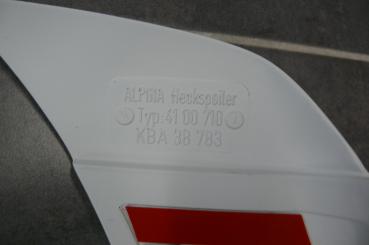 ALPINA Heckspoiler
Typ: 41 00 710
KBA 38 783